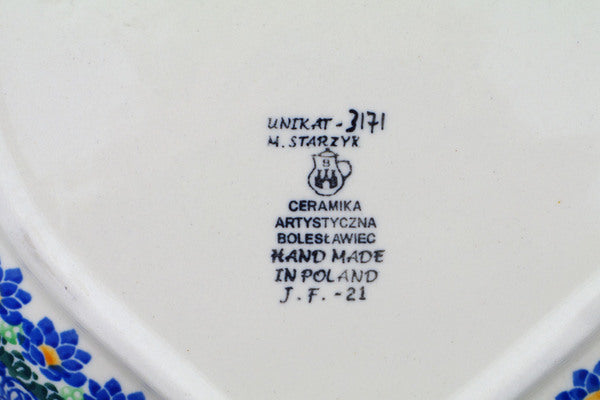 UNIKAT - 3171
M. STARZYK
B
CERAMIKA
ARTYSTYCZNA
BOLESŁAWIEC
HAND MADE
IN POLAND
J. F. - 21